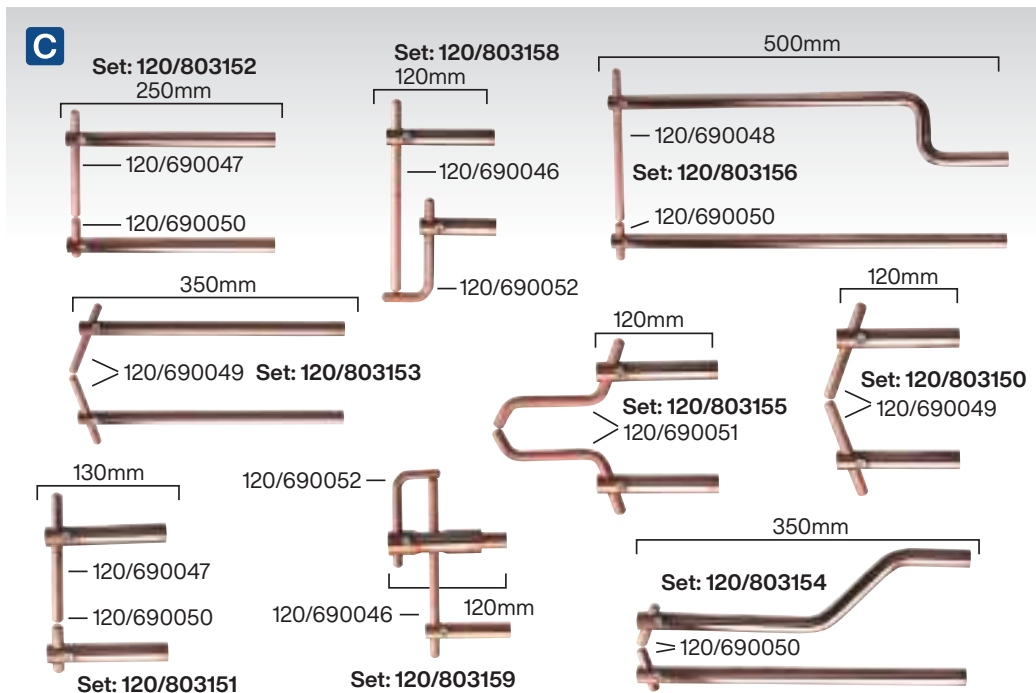 C
Set: 120/803152
250mm
120/690047
120/690050
Set: 120/803158
120mm
120/690046
120/690052
500mm
120/690048
Set: 120/803156
120/690050
350mm
120/690049 Set: 120/803153
120mm
Set: 120/803155
120/690051
120mm
Set: 120/803150
120/690049
130mm
120/690047
120/690050
Set: 120/803151
120/690052
120mm
120/690046
Set: 120/803159
350mm
Set: 120/803154
120/690050